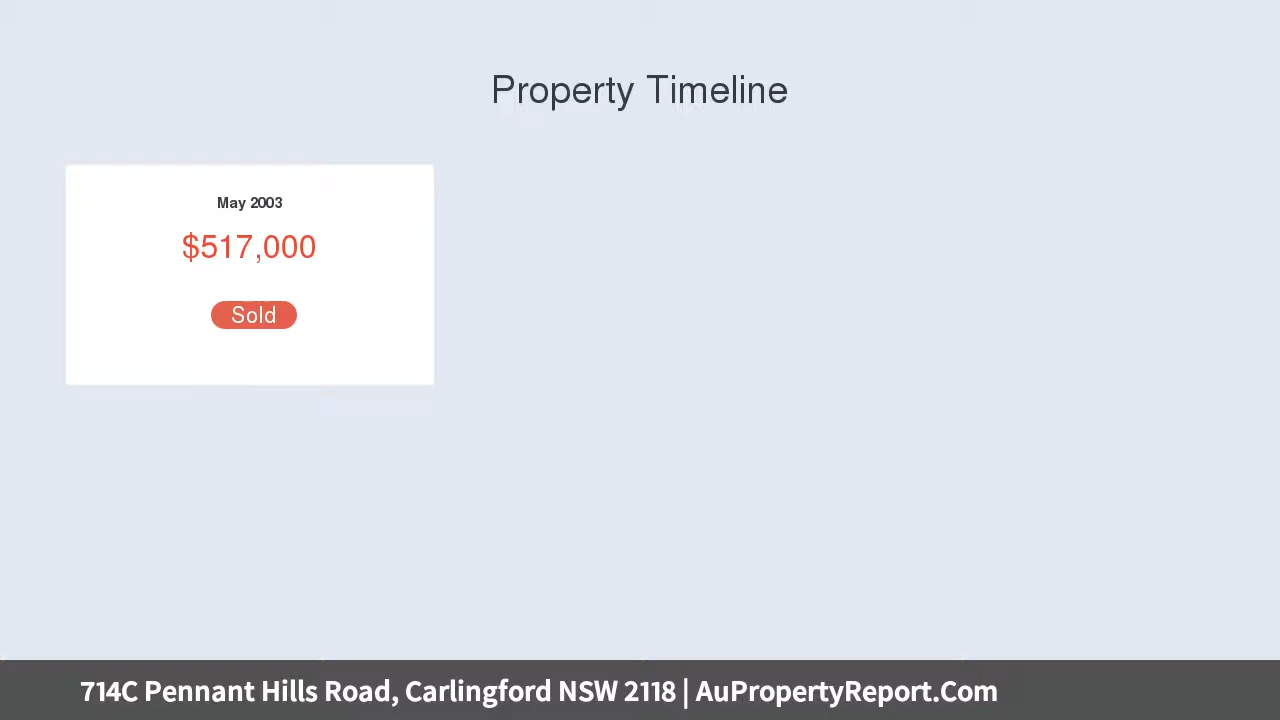 Property Timeline
May 2003
$517,000
Sold
714C Pennant Hills Road, Carlingford NSW 2118 | AuPropertyReport.Com